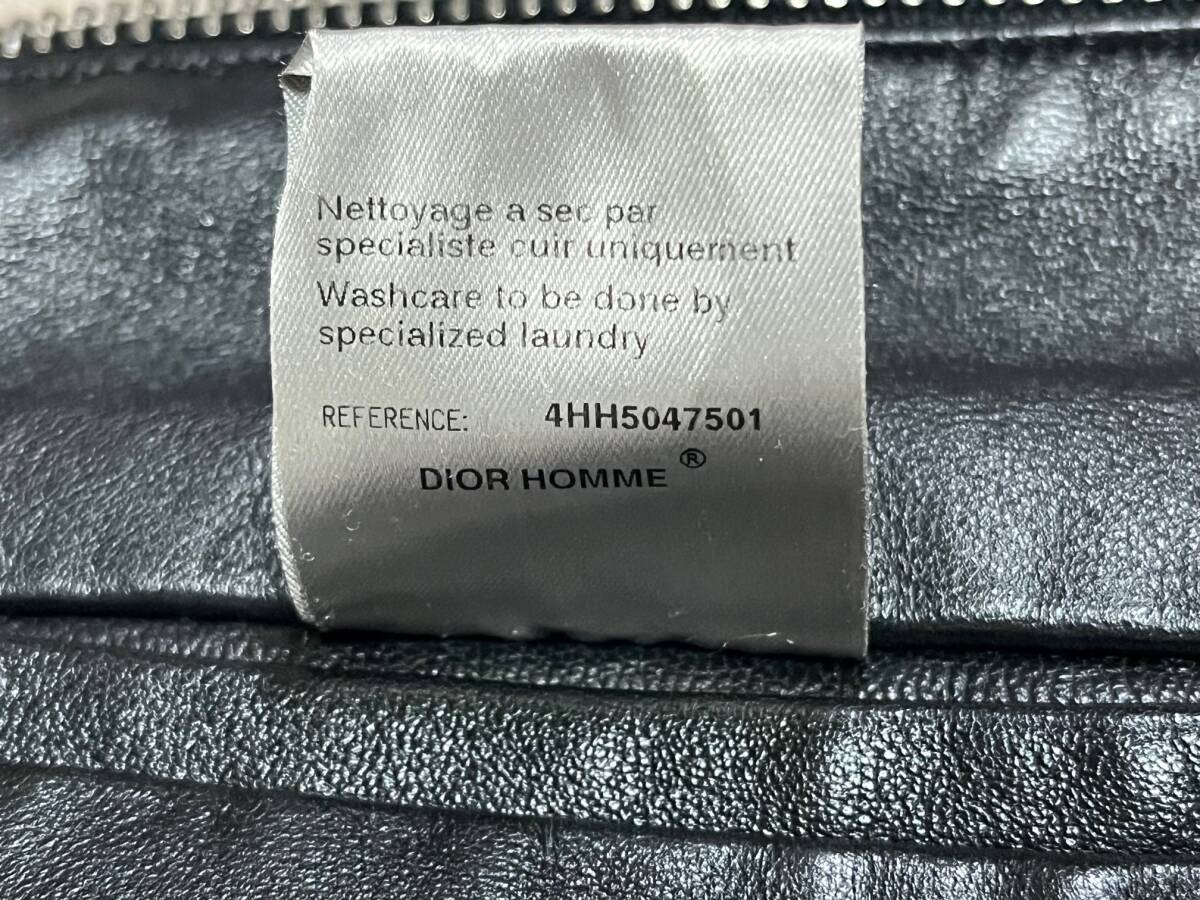 Nettoyage a sec par
specialiste cuir uniquement
Washcare to be done by
specialized laundry
REFERENCE: 4HH5047501
DIOR HOMME ®